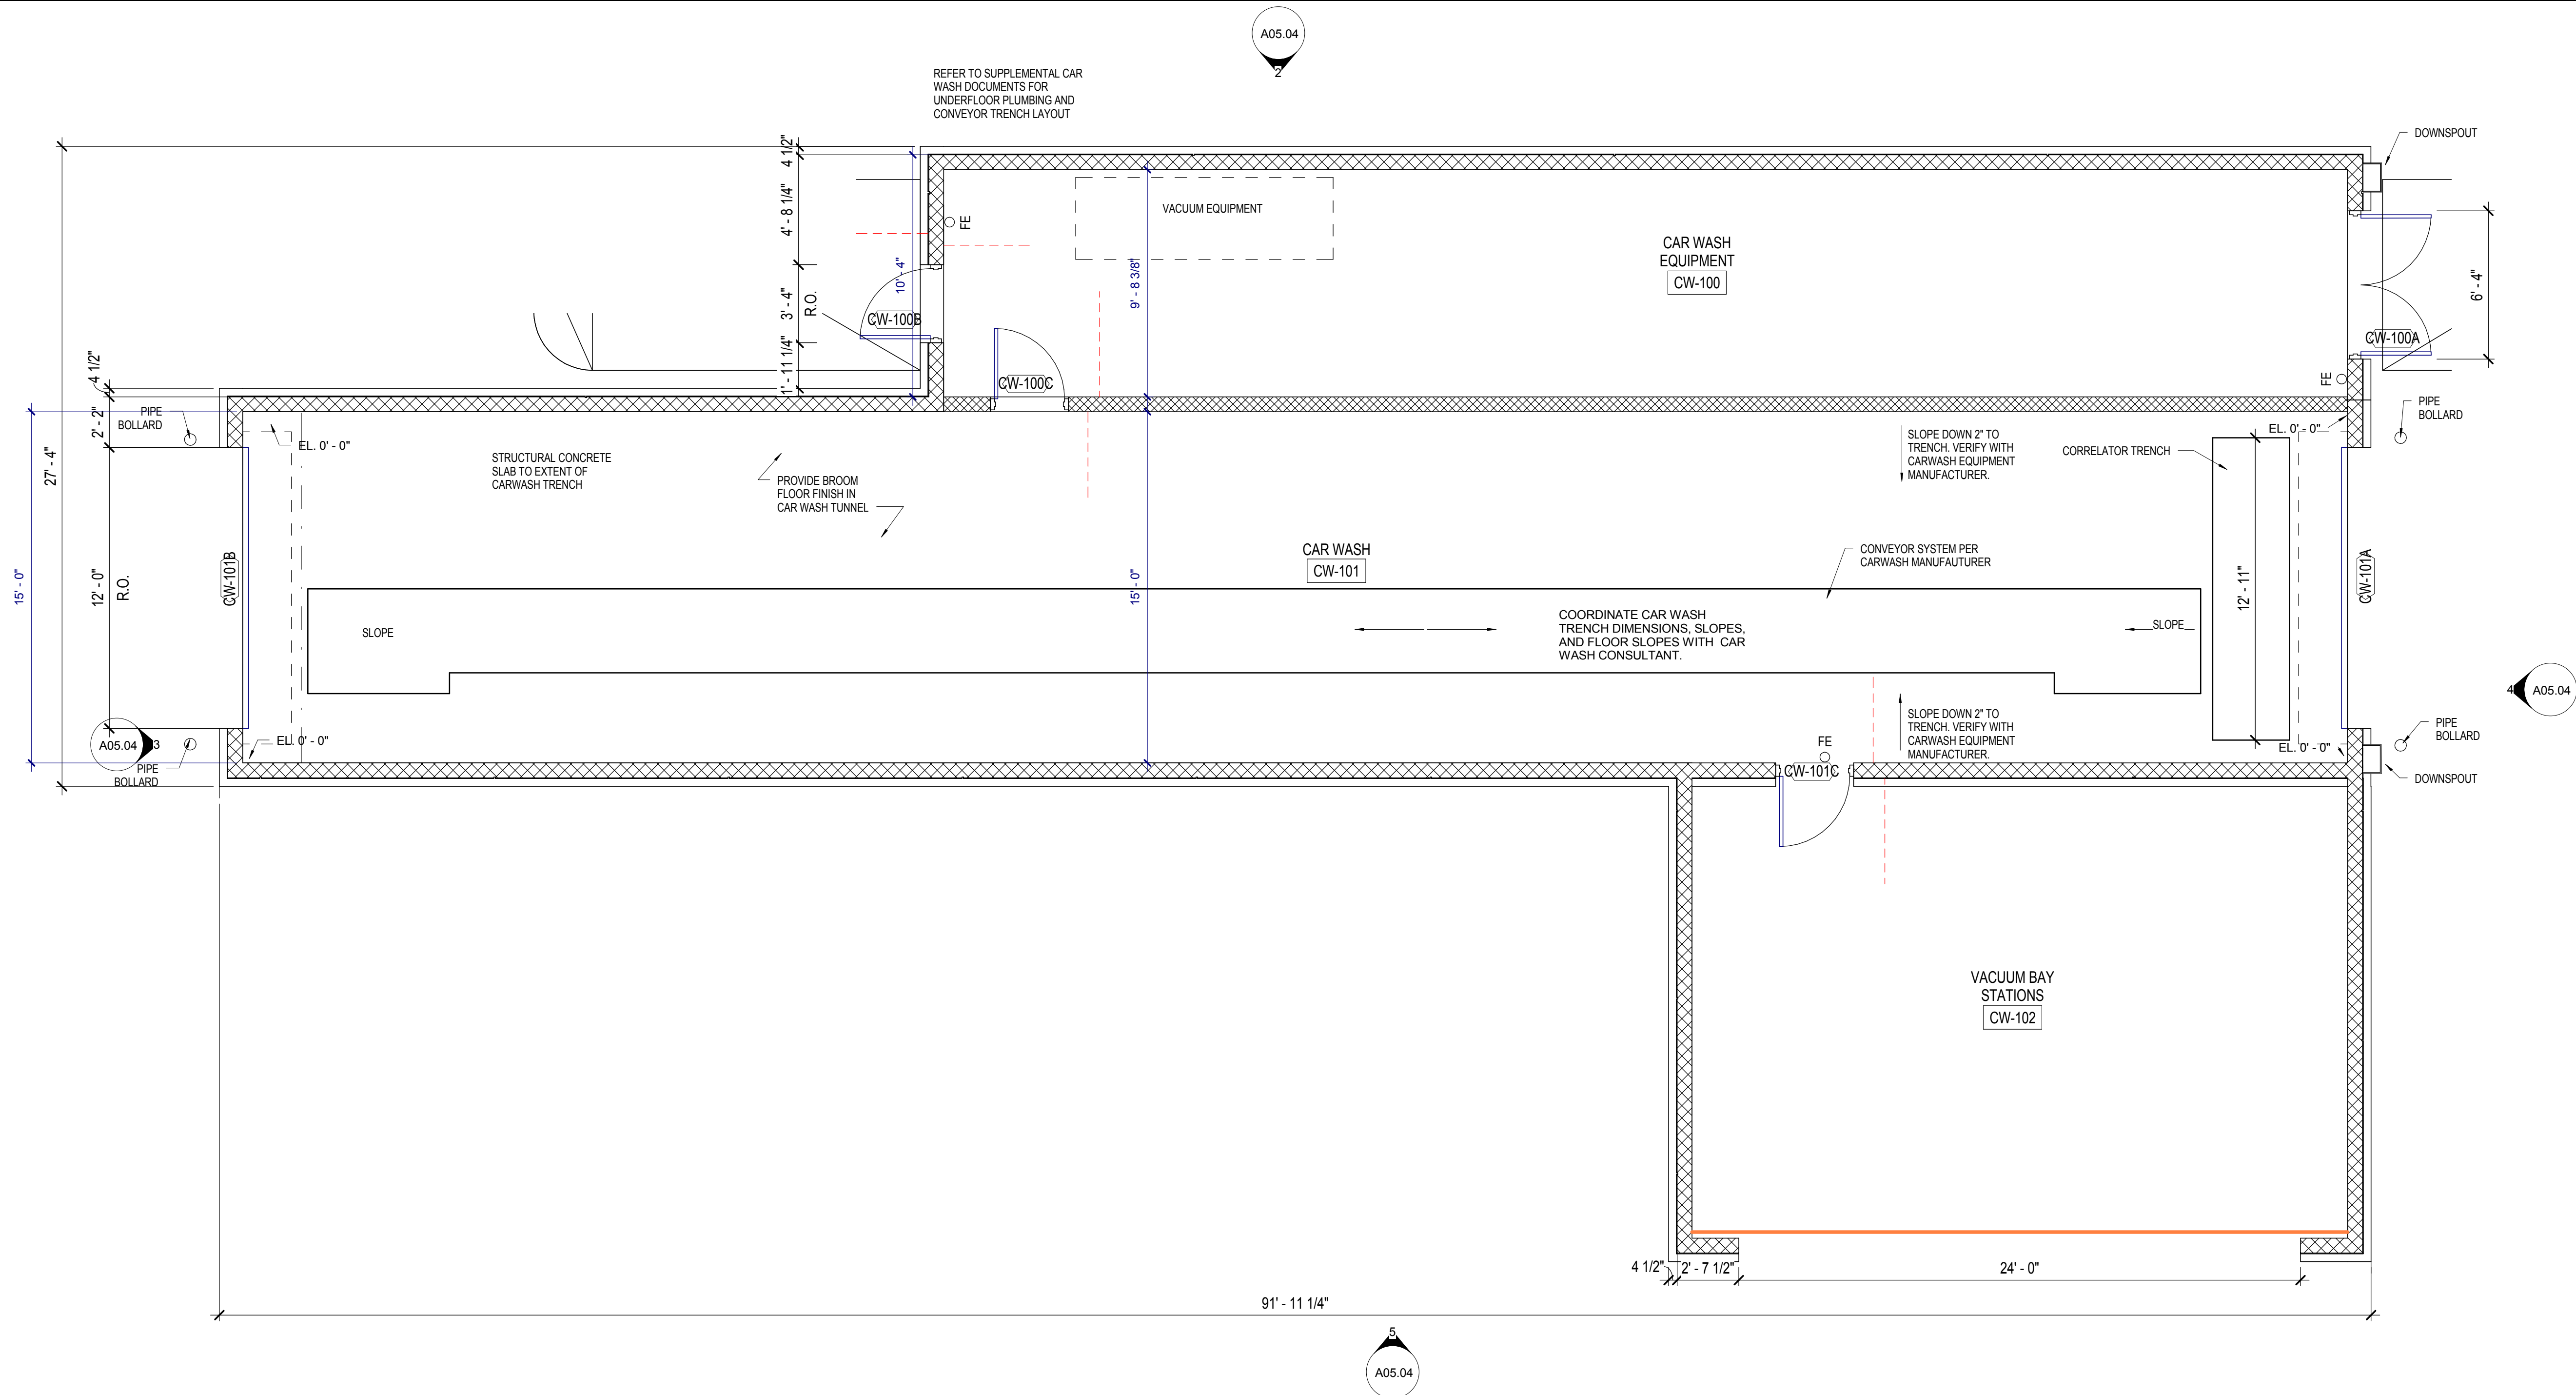 A05.04
2
REFER TO SUPPLEMENTAL CAR
WASH DOCUMENTS FOR
UNDERFLOOR PLUMBING AND
CONVEYOR TRENCH LAYOUT
4 1/2"
4' - 8 1/4"
3' - 4"
R.O.
1' - 11 1/4"
10' - 4"
9' - 8 3/8"
FE
VACUUM EQUIPMENT
CAR WASH
EQUIPMENT
CW-100
DOWNSPOUT
6' - 4"
CW-100A
CW-100B
CW-100C
FE
4 1/2"
2' - 2"
27' - 4"
15' - 0"
12' - 0"
R.O.
PIPE
BOLLARD
EL. 0' - 0"
STRUCTURAL CONCRETE
SLAB TO EXTENT OF
CARWASH TRENCH
PROVIDE BROOM
FLOOR FINISH IN
CAR WASH TUNNEL
SLOPE DOWN 2" TO
TRENCH. VERIFY WITH
CARWASH EQUIPMENT
MANUFACTURER.
CORRELATOR TRENCH
EL. 0' - 0"
PIPE
BOLLARD
CW-101B
CAR WASH
CW-101
15' - 0"
CONVEYOR SYSTEM PER
CARWASH MANUFAUTURER
12' - 11"
CW-101A
SLOPE
COORDINATE CAR WASH
TRENCH DIMENSIONS, SLOPES,
AND FLOOR SLOPES WITH CAR
WASH CONSULTANT.
SLOPE
4
A05.04
A05.04
3
EL. 0' - 0"
PIPE
BOLLARD
SLOPE DOWN 2" TO
TRENCH. VERIFY WITH
CARWASH EQUIPMENT
MANUFACTURER.
FE
CW-101C
EL. 0' - 0"
PIPE
BOLLARD
DOWNSPOUT
VACUUM BAY
STATIONS
CW-102
4 1/2"
2' - 7 1/2"
24' - 0"
91' - 11 1/4"
5
A05.04